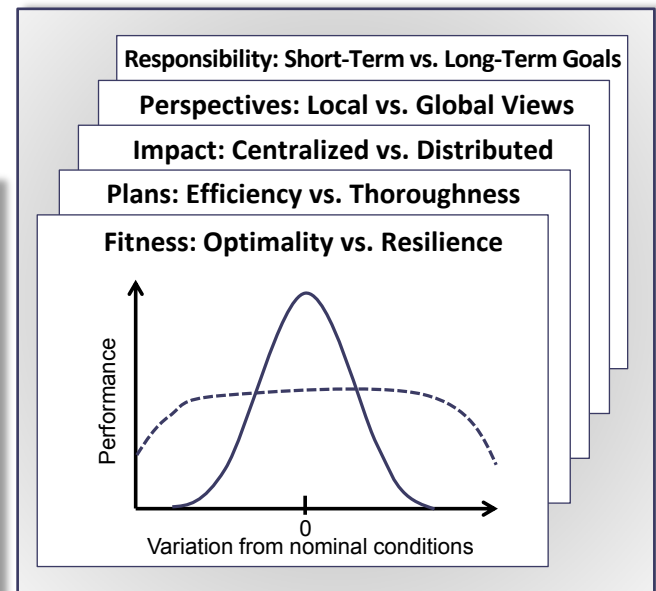 Responsibility: Short-Term vs. Long-Term Goals
Perspectives: Local vs. Global Views
Impact: Centralized vs. Distributed
Plans: Efficiency vs. Thoroughness
Fitness: Optimality vs. Resilience
Performance
0
Variation from nominal conditions